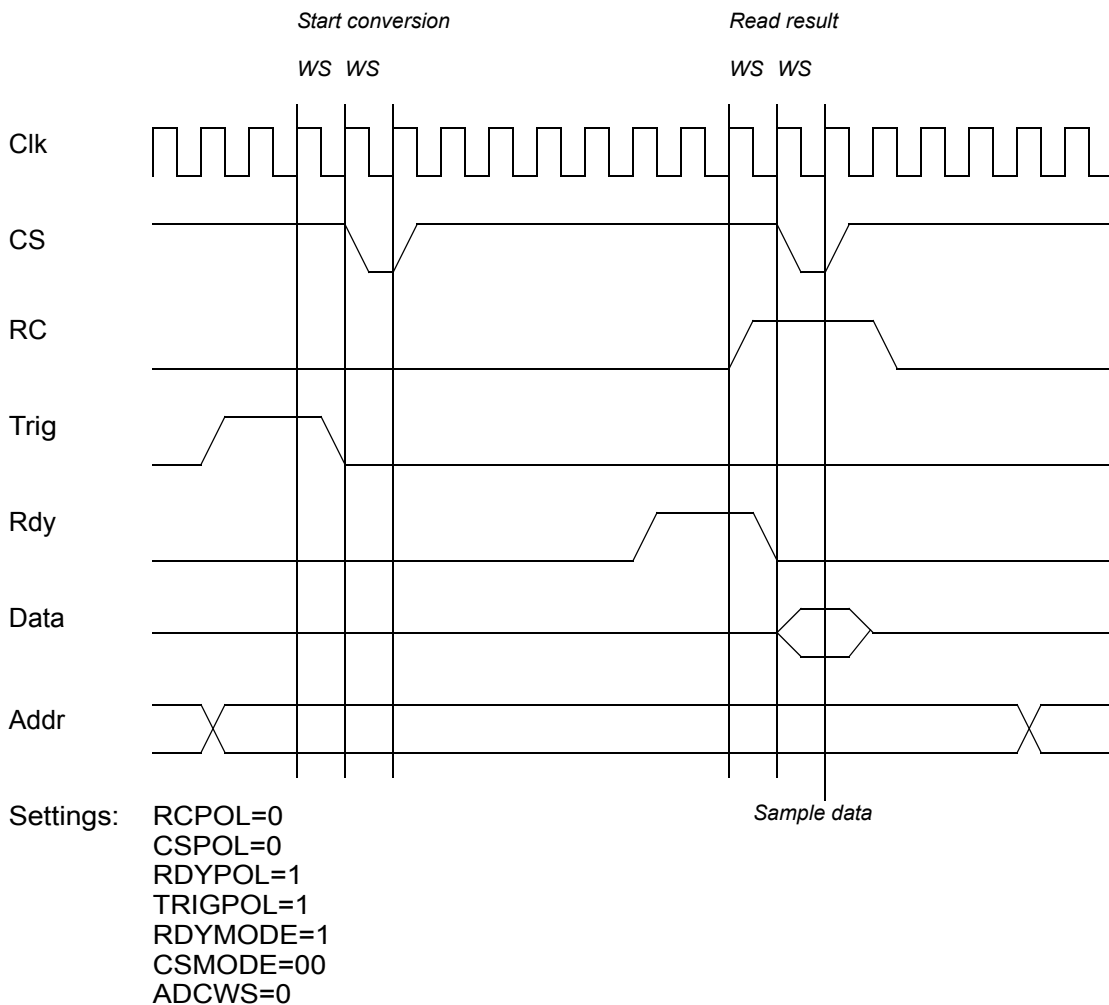 Start conversion Read result
WS WS WS WS
Clk
CS
RC
Trig
Rdy
Data
Addr
Sample data
Settings: RCPOL=0
CSPOL=0
RDYPOL=1
TRIGPOL=1
RDYMODE=1
CSMODE=00
ADCWS=0